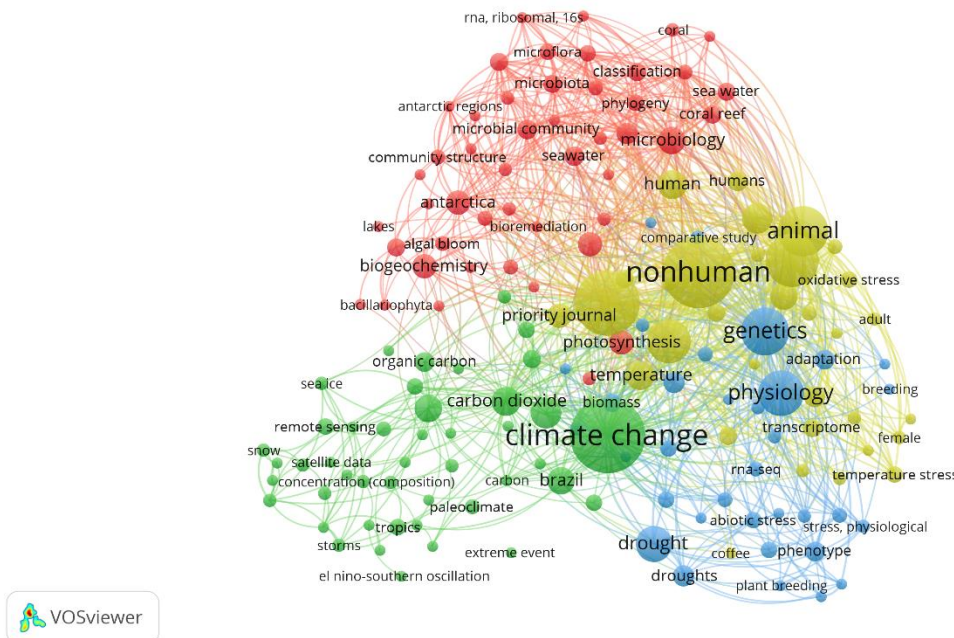 rna, ribosomal, 16s
coral
microflora
classification
microbiota
sea water
antarctic regions
phylogeny
coral reef
microbial community
microbiology
community structure
seawater
human
humans
antarctica
lakes
bioremediation
animal
algal bloom
comparative study
biogeochemistry
nonhuman
oxidative stress
bacillariophyta
priority journal
adult
genetics
photosynthesis
organic carbon
adaptation
temperature
sea ice
physiology
breeding
carbon dioxide
biomass
remote sensing
transcriptome
climate change
female
snow
satellite data
rna-seq
temperature stress
concentration (composition)
carbon
brazil
paleoclimate
abiotic stress
stress, physiological
tropics
storms
drought
extreme event
coffee
phenotype
el nino-southern oscillation
droughts
plant breeding
VOSviewer